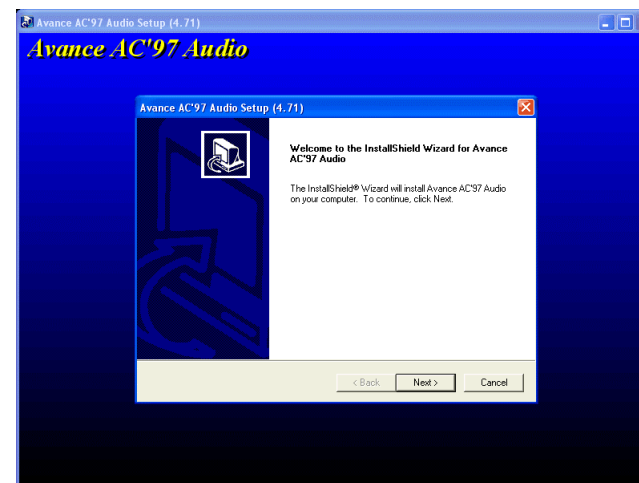 Avance AC'97 Audio Setup (4.71)
Avance AC'97 Audio
Avance AC'97 Audio Setup (4.71)
Welcome to the InstallShield Wizard for Avance
AC'97 Audio
The InstallShield® Wizard will install Avance AC'97 Audio
on your computer. To continue, click Next.
< Back Next > Cancel